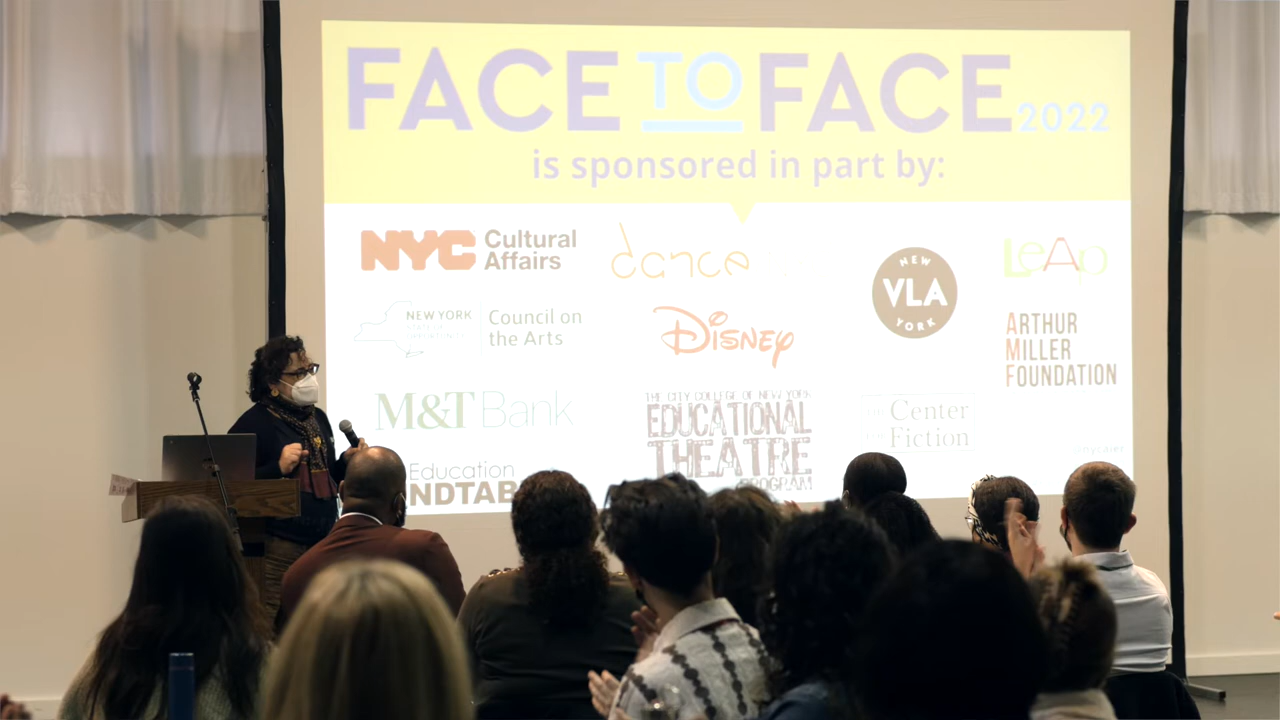 FACE TO FACE 2022
is sponsored in part by:
NYC Cultural Affairs
dance
NEW VLA YORK
LeAp
NEW YORK
Council on the Arts
Disney
ARTHUR
MILLER
FOUNDATION
M&T Bank
THE CITY COLLEGE OF NEW YORK
EDUCATIONAL
THEATRE
PROGRAM
Center
Fiction
Education
NDTAB